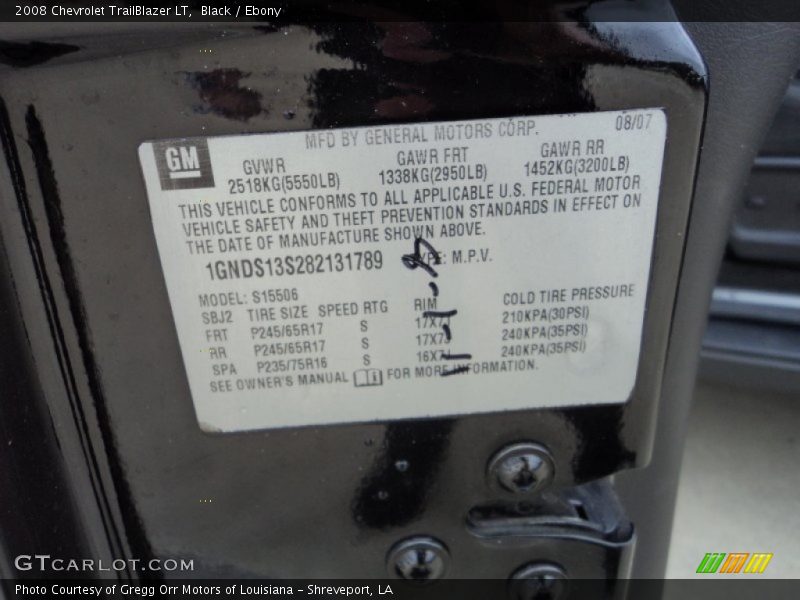 2008 Chevrolet TrailBlazer LT, Black / Ebony
MFD BY GENERAL MOTORS CORP. 08/07
GM
GVWR GAWR FRT GAWR RR
2518KG(5550LB) 1338KG(2950LB) 1452KG(3200LB)
THIS VEHICLE CONFORMS TO ALL APPLICABLE U.S. FEDERAL MOTOR
VEHICLE SAFETY AND THEFT PREVENTION STANDARDS IN EFFECT ON
THE DATE OF MANUFACTURE SHOWN ABOVE.
1GNDS13S282131789 TYPE: M.P.V.
MODEL: S15506
SBJ2 TIRE SIZE SPEED RTG RIM COLD TIRE PRESSURE
FRT P245/65R17 S 17X7 210KPA(30PSI)
RR P245/65R17 S 17X7 240KPA(35PSI)
SPA P235/75R16 S 16X7 240KPA(35PSI)
SEE OWNER'S MANUAL FOR MORE INFORMATION.
GTCARLOT.COM
Photo Courtesy of Gregg Orr Motors of Louisiana - Shreveport, LA